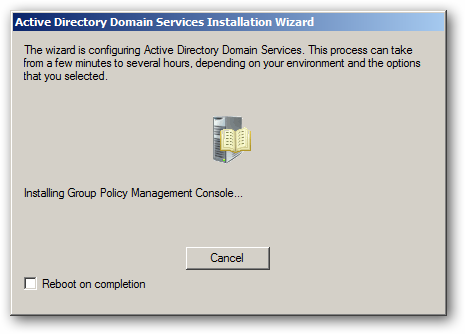 Active Directory Domain Services Installation Wizard
The wizard is configuring Active Directory Domain Services. This process can take
from a few minutes to several hours, depending on your environment and the options
that you selected.
Installing Group Policy Management Console...
Cancel
Reboot on completion